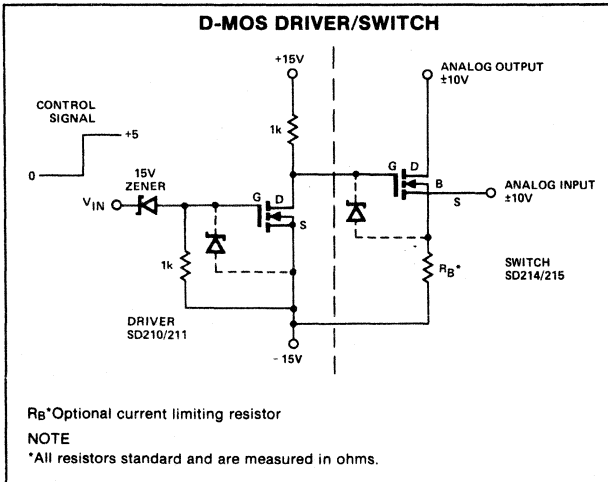 D-MOS DRIVER/SWITCH
+15V
ANALOG OUTPUT
±10V
CONTROL
SIGNAL
+5
0
1k
15V
ZENER
G
D
S
VIN
G
D
B
S
ANALOG INPUT
±10V
1k
RB*
SWITCH
SD214/215
DRIVER
SD210/211
- 15V
RB*Optional current limiting resistor
NOTE
*All resistors standard and are measured in ohms.